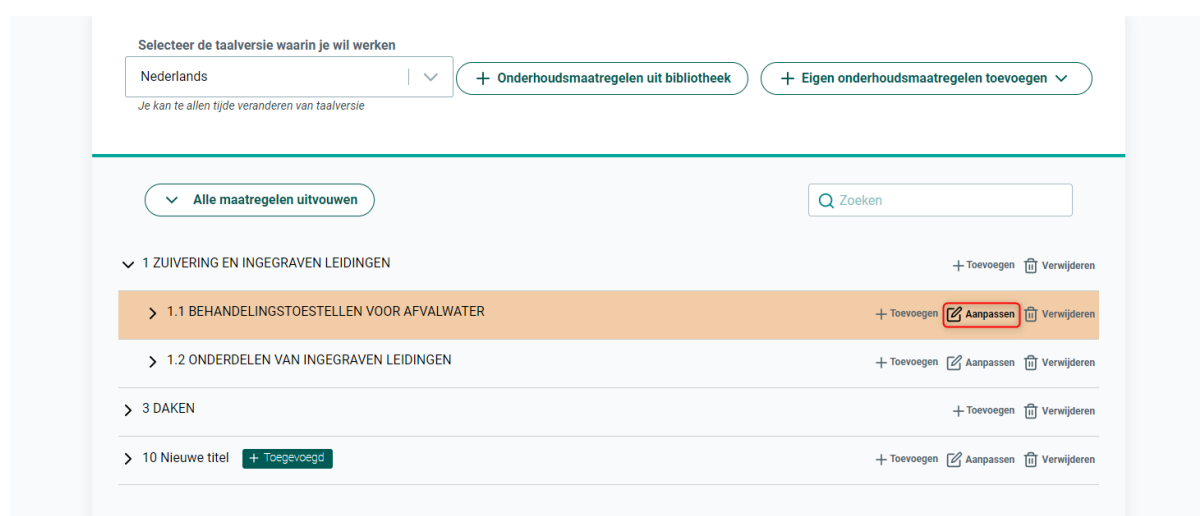 Selecteer de taalversie waarin je wil werken
Nederlands
+ Onderhoudsmaatregelen uit bibliotheek
+ Eigen onderhoudsmaatregelen toevoegen
Je kan te allen tijde veranderen van taalversie
Alle maatregelen uitvouwen
Zoeken
1 ZUIVERING EN INGEGRAVEN LEIDINGEN + Toevoegen Verwijderen
1.1 BEHANDELINGSTOESTELLEN VOOR AFVALWATER + Toevoegen Aanpassen Verwijderen
1.2 ONDERDELEN VAN INGEGRAVEN LEIDINGEN + Toevoegen Aanpassen Verwijderen
3 DAKEN + Toevoegen Verwijderen
10 Nieuwe titel + Toegevoegd + Toevoegen Aanpassen Verwijderen